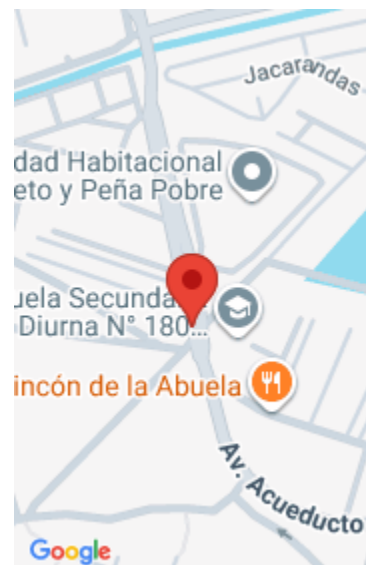 Jacarandas
dad Habitacional
eto y Peña Pobre
uela Secunda...
Diurna N° 180...
incón de la Abuela
Av. Acueducto
Google